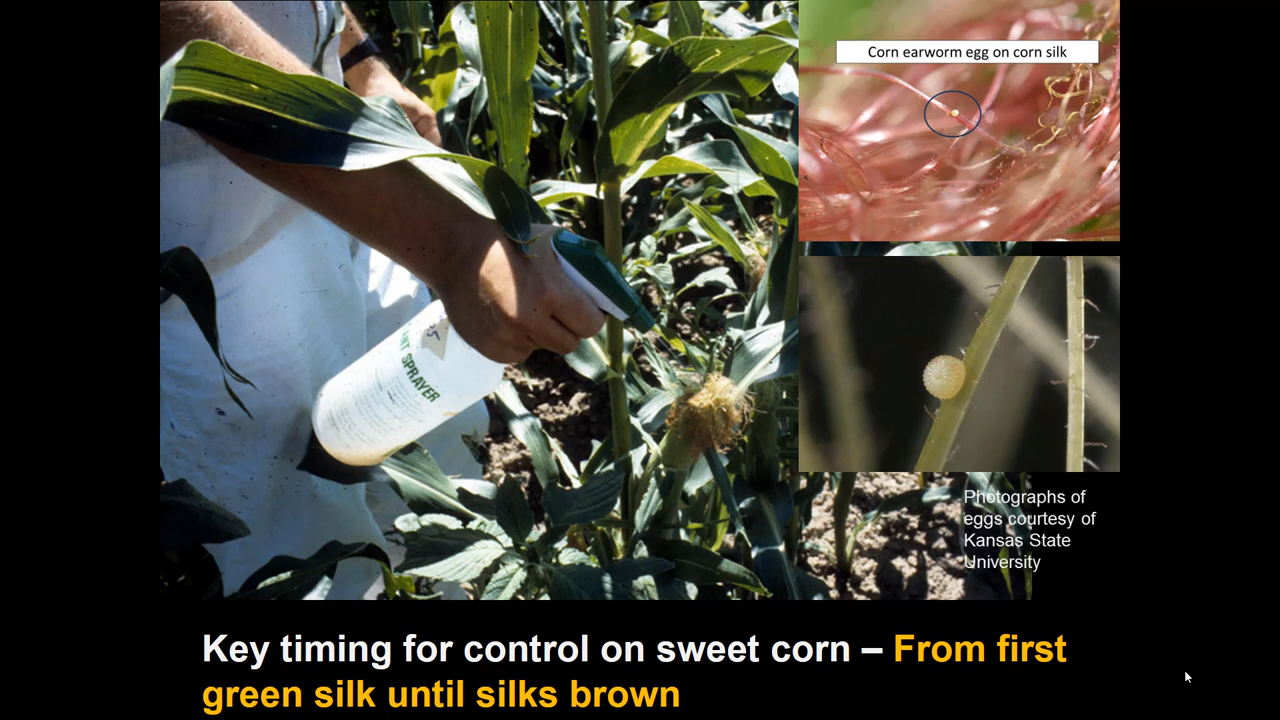 Corn earworm egg on corn silk
SPRAYER
Photographs of
eggs courtesy of
Kansas State
University
Key timing for control on sweet corn – From first
green silk until silks brown